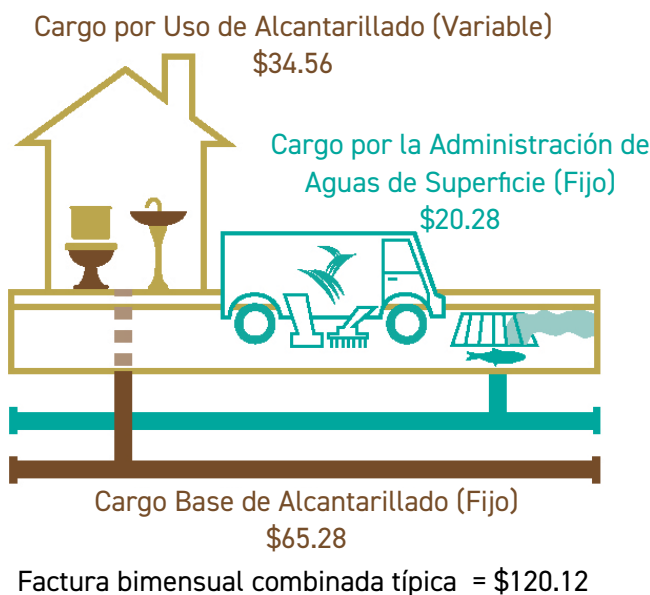 Cargo por Uso de Alcantarillado (Variable)
$34.56
Cargo por la Administración de
Aguas de Superficie (Fijo)
$20.28
Cargo Base de Alcantarillado (Fijo)
$65.28
Factura bimensual combinada típica = $120.12